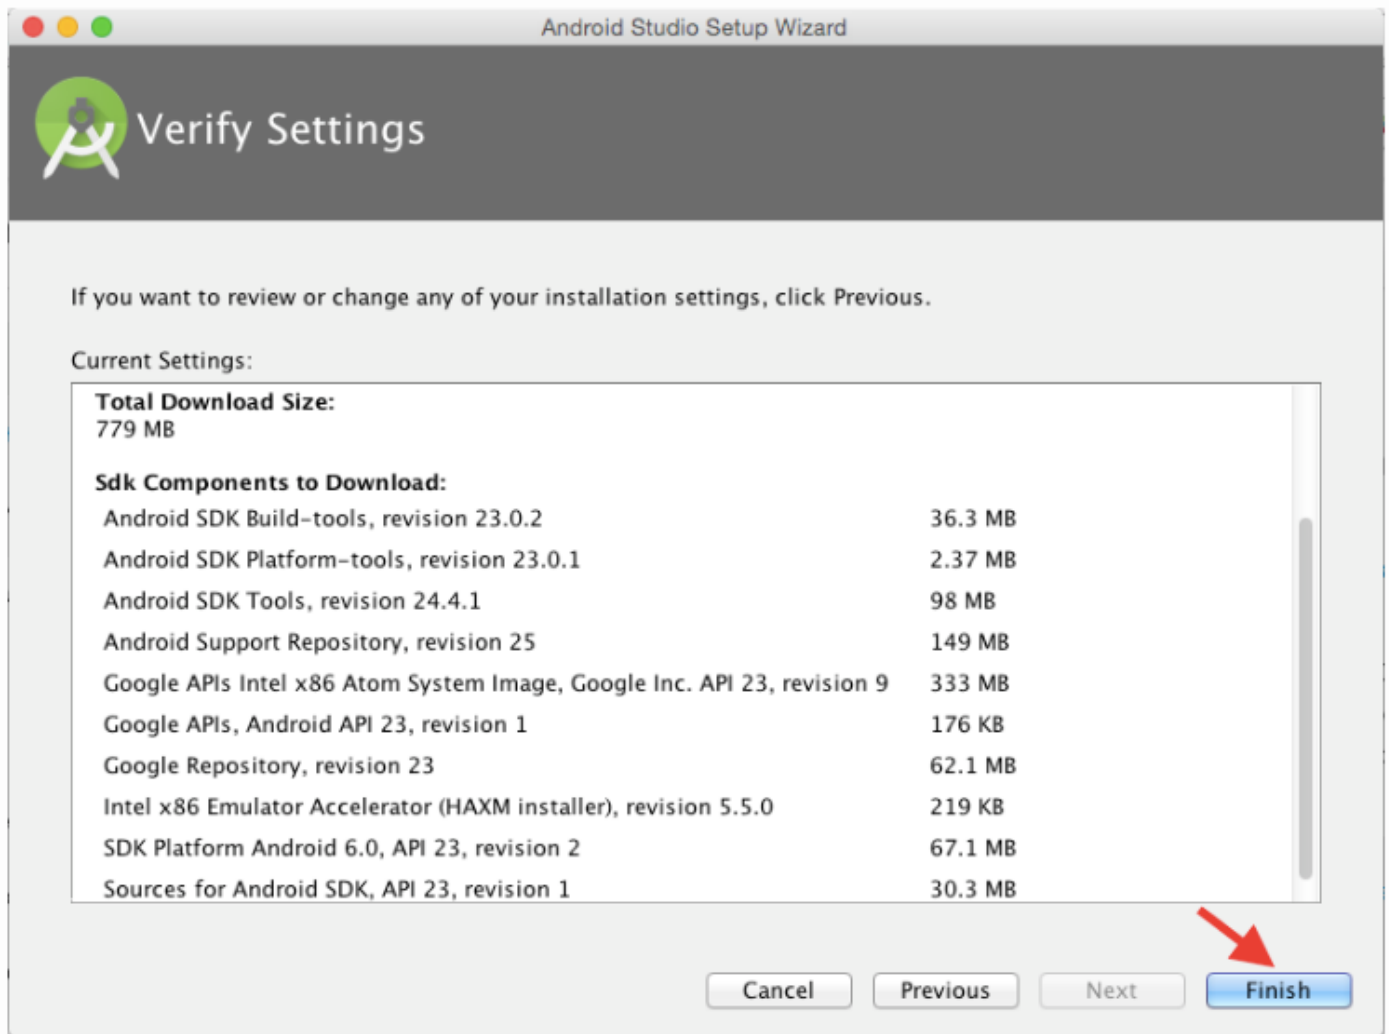 Android Studio Setup Wizard
Verify Settings
If you want to review or change any of your installation settings, click Previous.
Current Settings:
Total Download Size:
779 MB
Sdk Components to Download:
Android SDK Build-tools, revision 23.0.2 36.3 MB
Android SDK Platform-tools, revision 23.0.1 2.37 MB
Android SDK Tools, revision 24.4.1 98 MB
Android Support Repository, revision 25 149 MB
Google APIs Intel x86 Atom System Image, Google Inc. API 23, revision 9 333 MB
Google APIs, Android API 23, revision 1 176 KB
Google Repository, revision 23 62.1 MB
Intel x86 Emulator Accelerator (HAXM installer), revision 5.5.0 219 KB
SDK Platform Android 6.0, API 23, revision 2 67.1 MB
Sources for Android SDK, API 23, revision 1 30.3 MB
Cancel Previous Next Finish